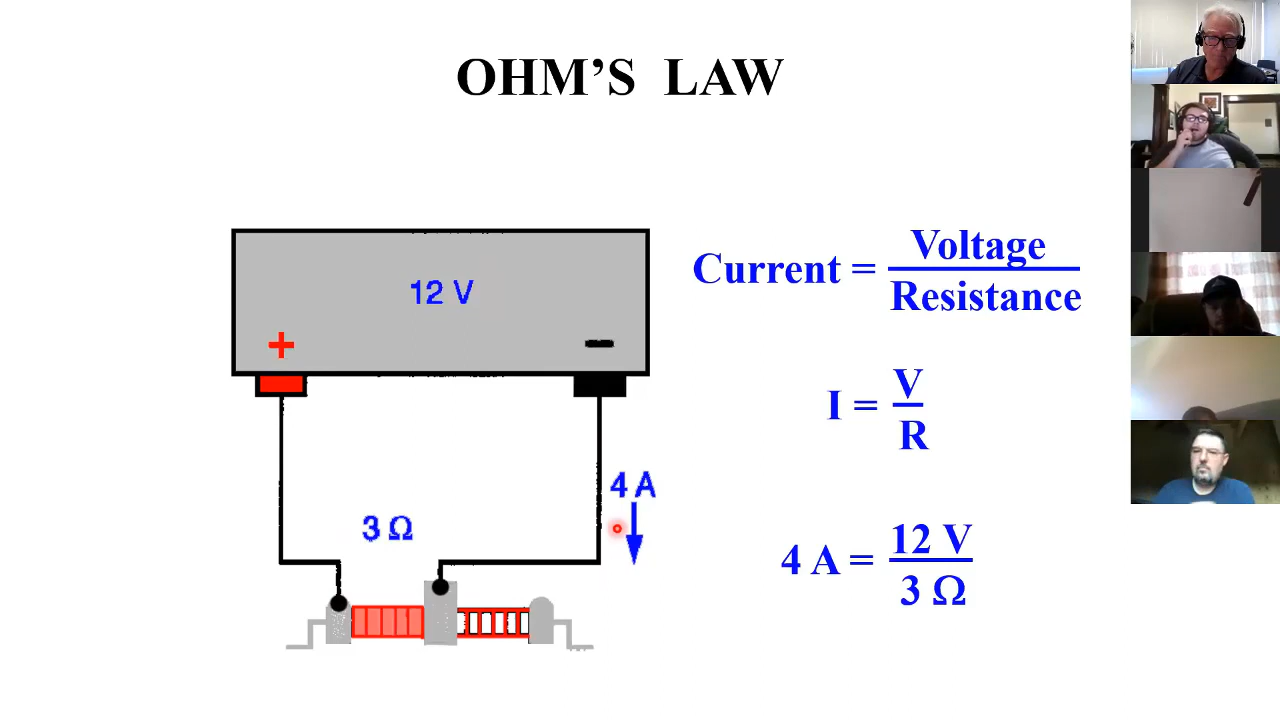 OHM’S LAW
12 V
+
−
4 A
3 Ω
Current = Voltage
Resistance
I = V
R
4 A = 12 V
3 Ω